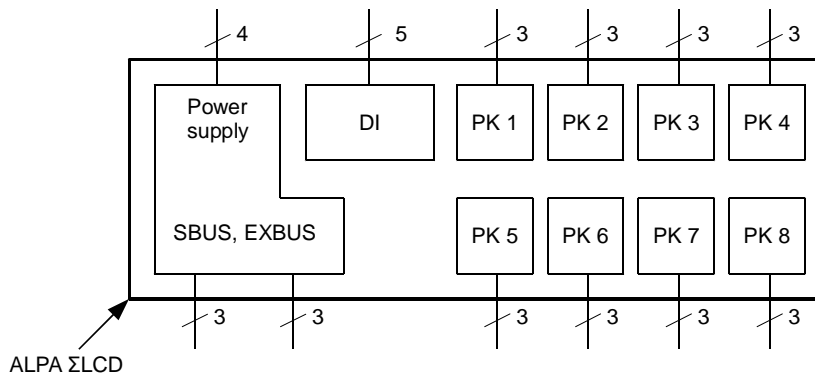 4
5
3
3
3
3
Power
supply
DI
PK 1
PK 2
PK 3
PK 4
SBUS, EXBUS
PK 5
PK 6
PK 7
PK 8
3
3
3
3
3
3
ALPA ΣLCD